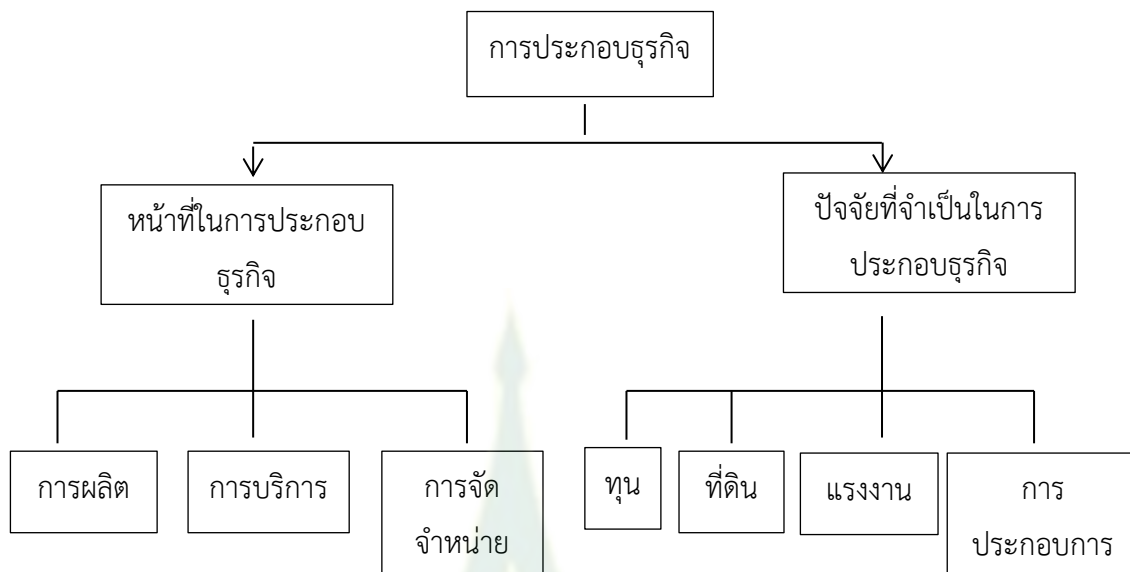 การประกอบธุรกิจ
หน้าที่ในการประกอบ
ธุรกิจ
ปัจจัยที่จำเป็นในการ
ประกอบธุรกิจ
การผลิต
การบริการ
การจัด
จำหน่าย
ทุน
ที่ดิน
แรงงาน
การ
ประกอบการ